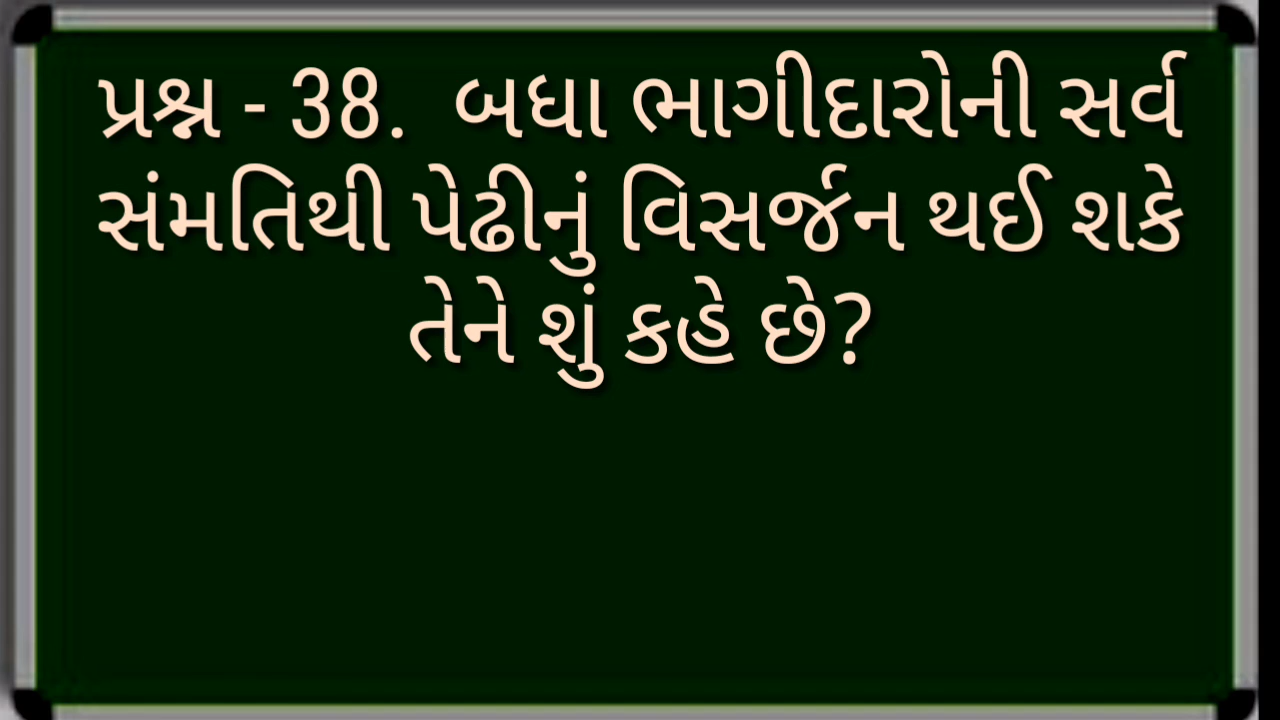 પ્રશ્ન - 38. બધા ભાગીદારોની સર્વ
સંમતિથી પેઢીનું વિસર્જન થઈ શકે
તેને શું કહે છે?